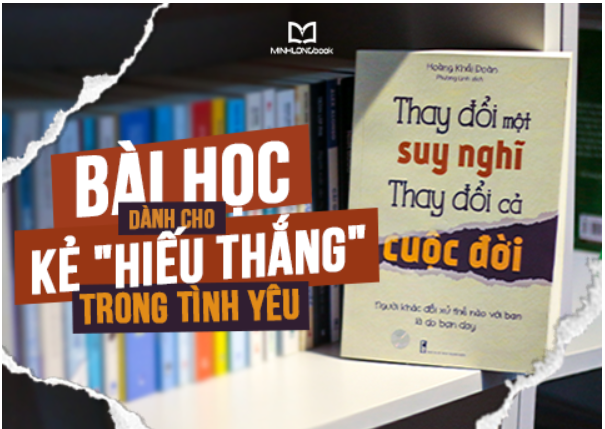 MINHLONGbook
BÀI HỌC
DÀNH CHO
KẺ "HIẾU THẮNG"
TRONG TÌNH YÊU
Hoàng Khải Đoàn
Phương Linh dịch
Thay đổi một
suy nghĩ
Thay đổi cả
cuộc đời
Người khác đối xử thế nào với bạn
là do bạn dạy